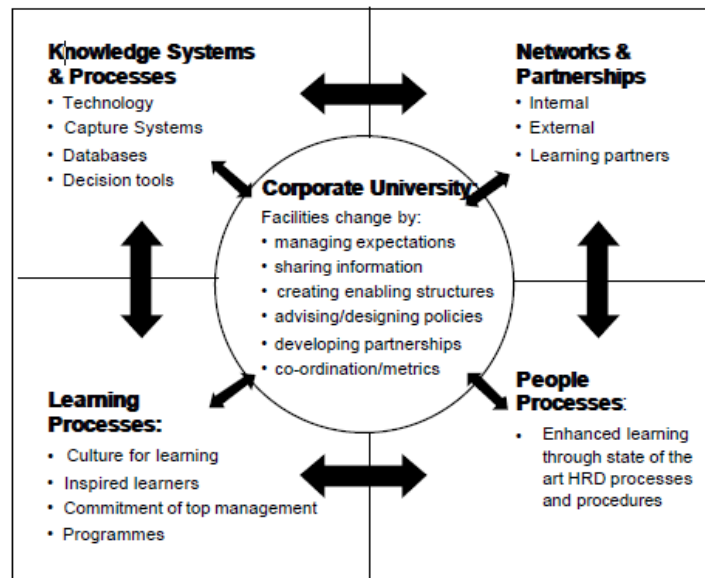 Knowledge Systems
& Processes
• Technology
• Capture Systems
• Databases
• Decision tools
Networks &
Partnerships
• Internal
• External
• Learning partners
Corporate University:
Facilities change by:
• managing expectations
• sharing information
• creating enabling structures
• advising/designing policies
• developing partnerships
• co-ordination/metrics
Learning
Processes:
• Culture for learning
• Inspired learners
• Commitment of top management
• Programmes
People
Processes:
• Enhanced learning
through state of the
art HRD processes
and procedures